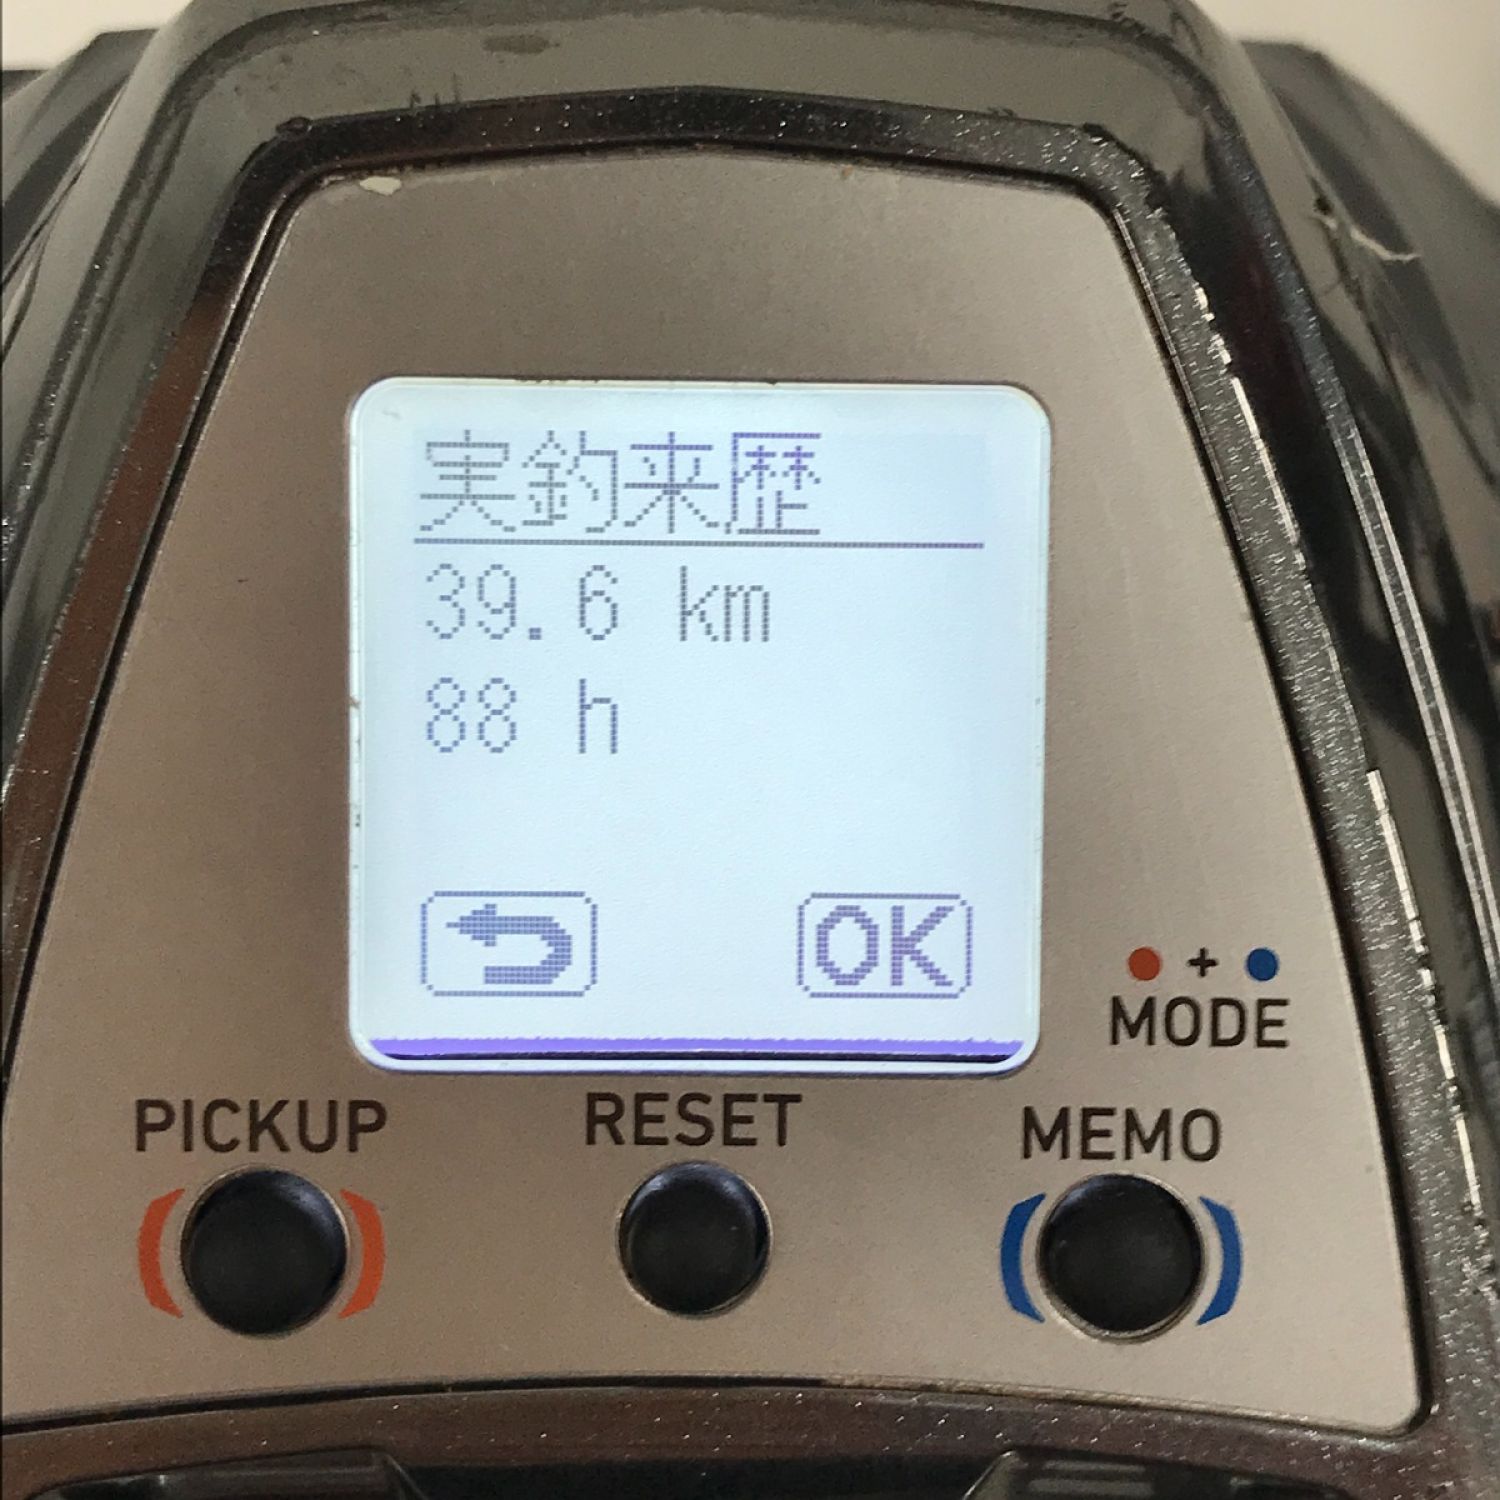 実釣来歴
39.6 km
88 h
OK
+
MODE
PICKUP
RESET
MEMO